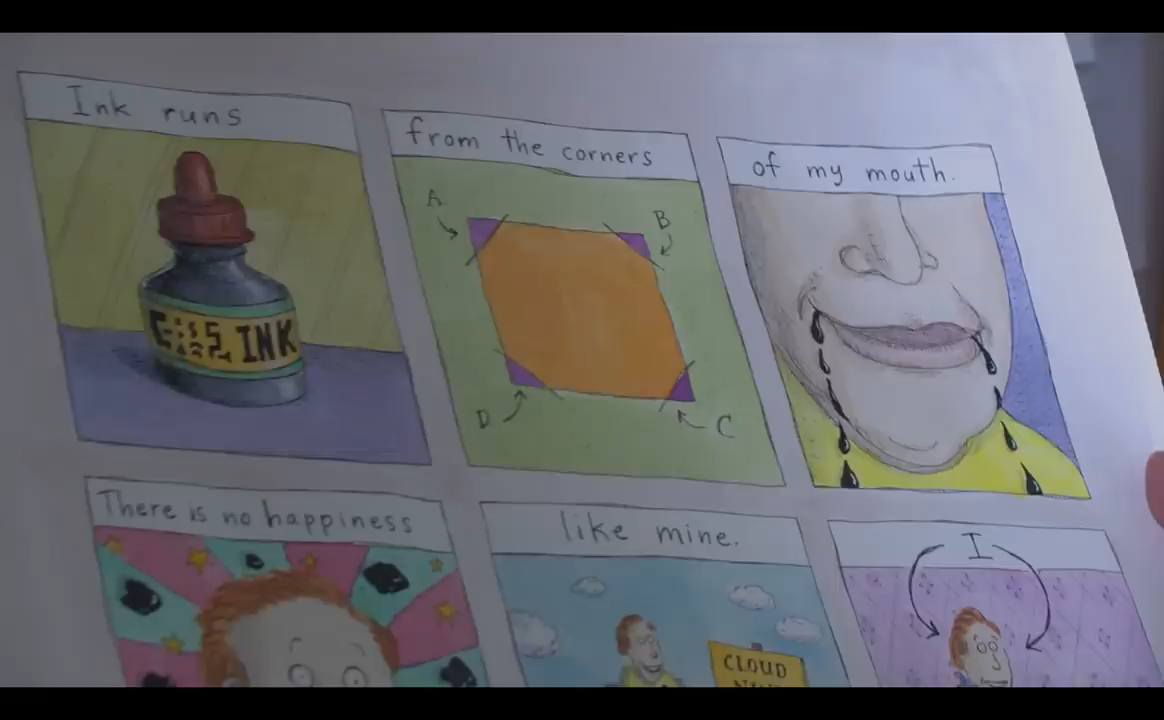 Ink runs
from the corners
of my mouth.
INK
A
B
D
C
There is no happiness
like mine.
I
CLOUD